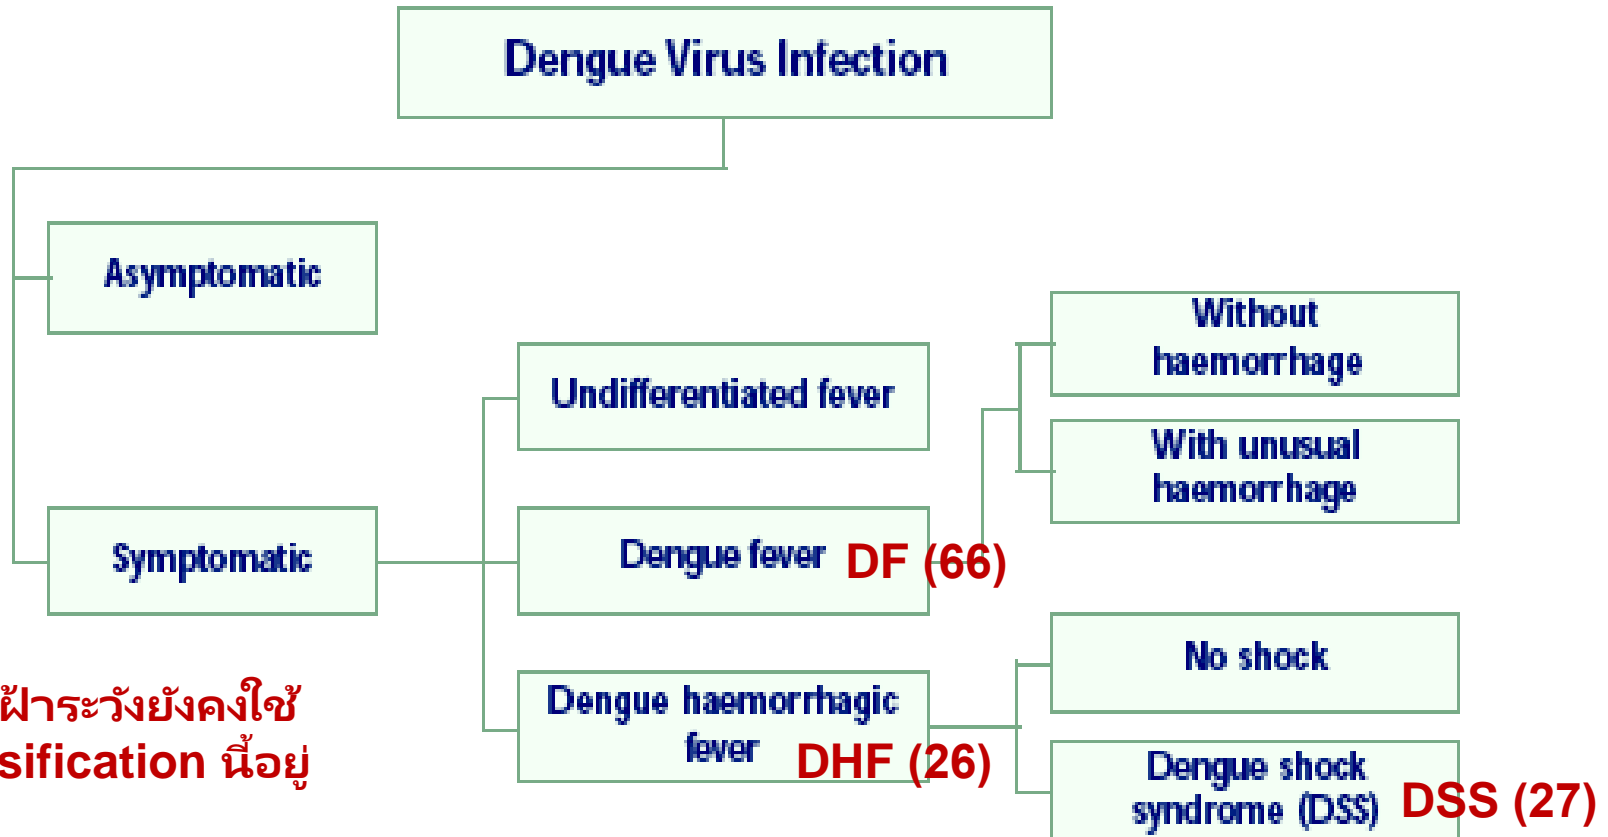 Dengue Virus Infection
Asymptomatic
Without
haemorrhage
Undifferentiated fever
With unusual
haemorrhage
Symptomatic
Dengue fever DF (66)
No shock
Dengue haemorrhagic
fever DHF (26)
Dengue shock
syndrome (DSS) DSS (27)
ฝ้าระวังยังคงใช้
sification นี้อยู่